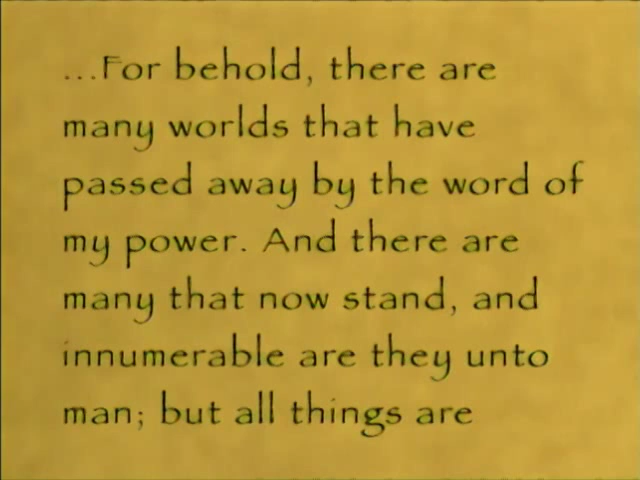 ...For behold, there are
many worlds that have
passed away by the word of
my power. And there are
many that now stand, and
innumerable are they unto
man; but all things are